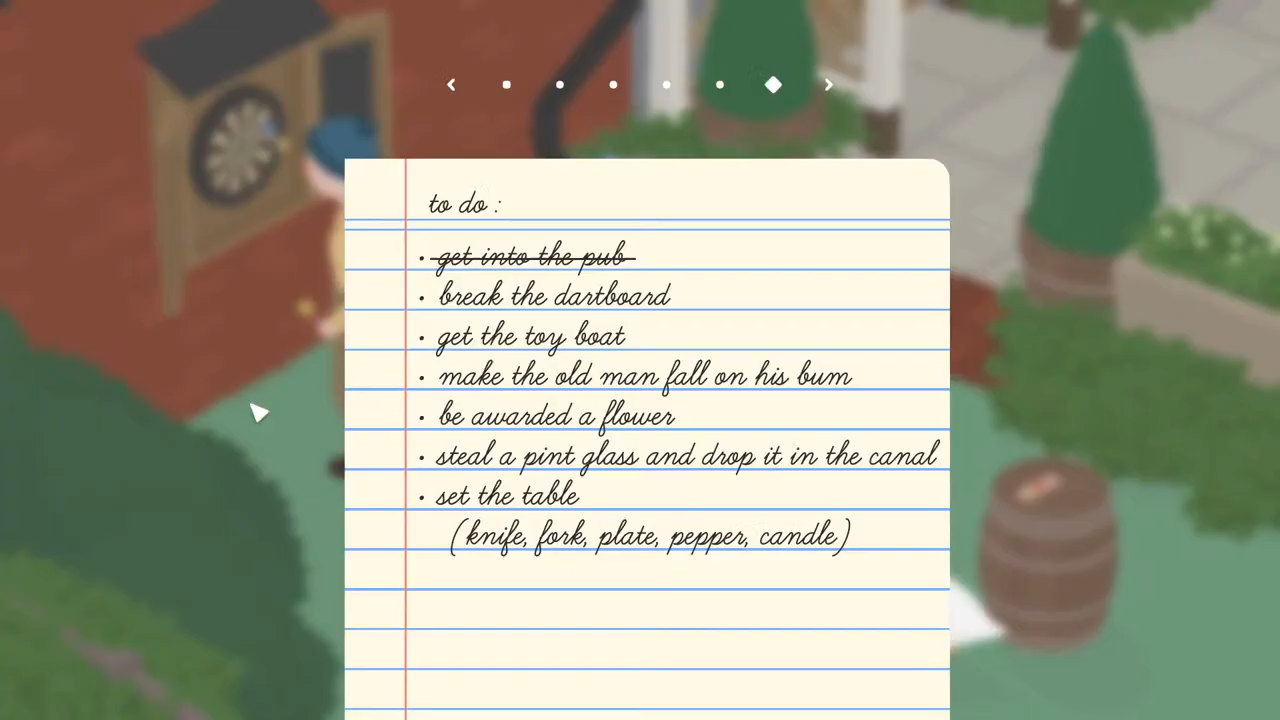 to do :
• get into the pub
• break the dartboard
• get the toy boat
• make the old man fall on his bum
• be awarded a flower
• steal a pint glass and drop it in the canal
• set the table
(knife, fork, plate, pepper, candle)